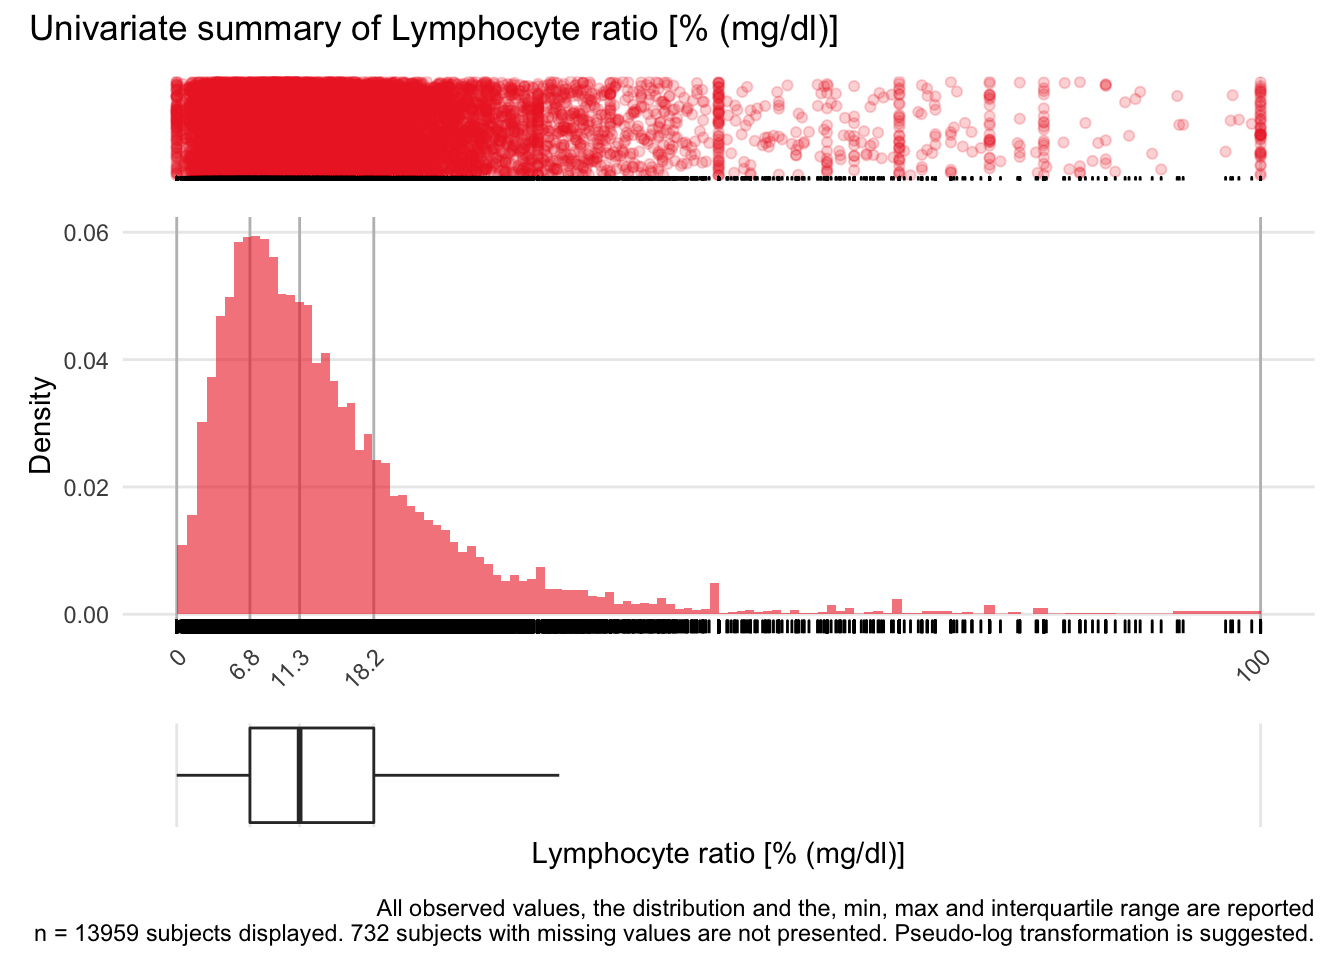 Univariate summary of Lymphocyte ratio [% (mg/dl)]
0.06
0.04
0.02
0.00
Density
0
6.8
11.3
18.2
100
Lymphocyte ratio [% (mg/dl)]
All observed values, the distribution and the, min, max and interquartile range are reported
n = 13959 subjects displayed. 732 subjects with missing values are not presented. Pseudo-log transformation is suggested.